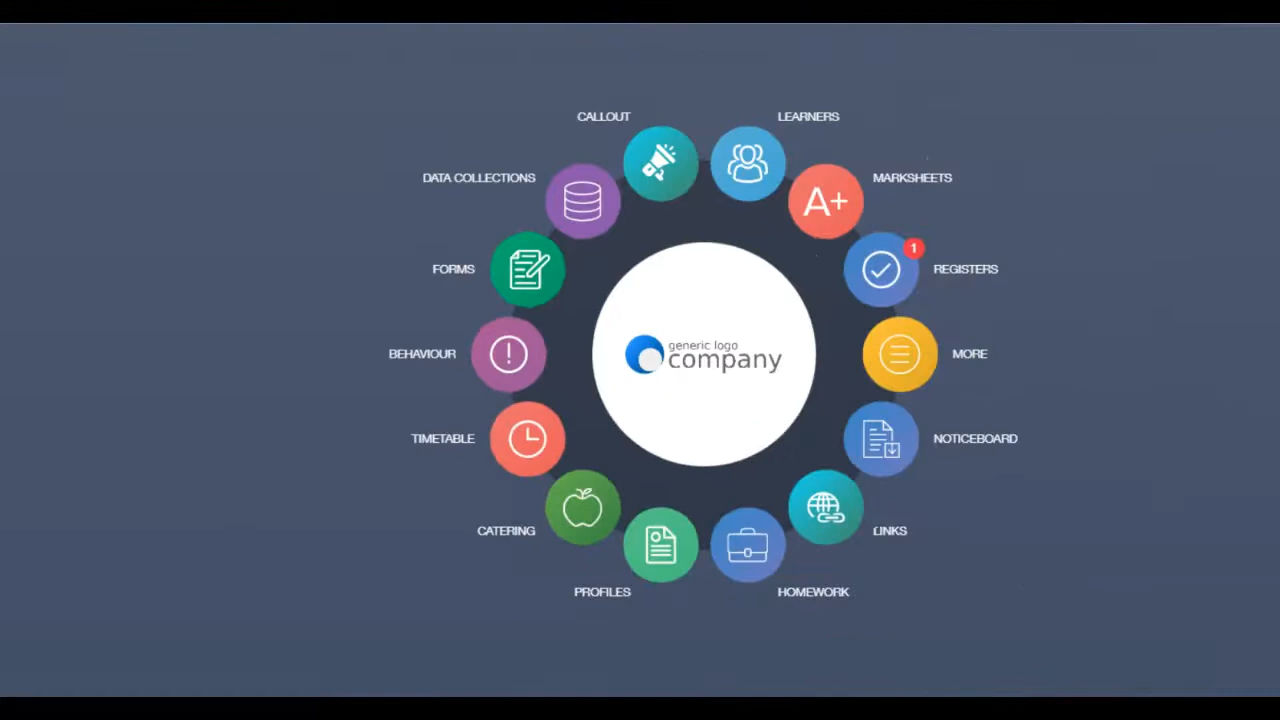 CALLOUT
LEARNERS
DATA COLLECTIONS
MARKSHEETS
A+
FORMS
1
REGISTERS
BEHAVIOUR
generic logo
company
MORE
TIMETABLE
NOTICEBOARD
CATERING
LINKS
PROFILES
HOMEWORK